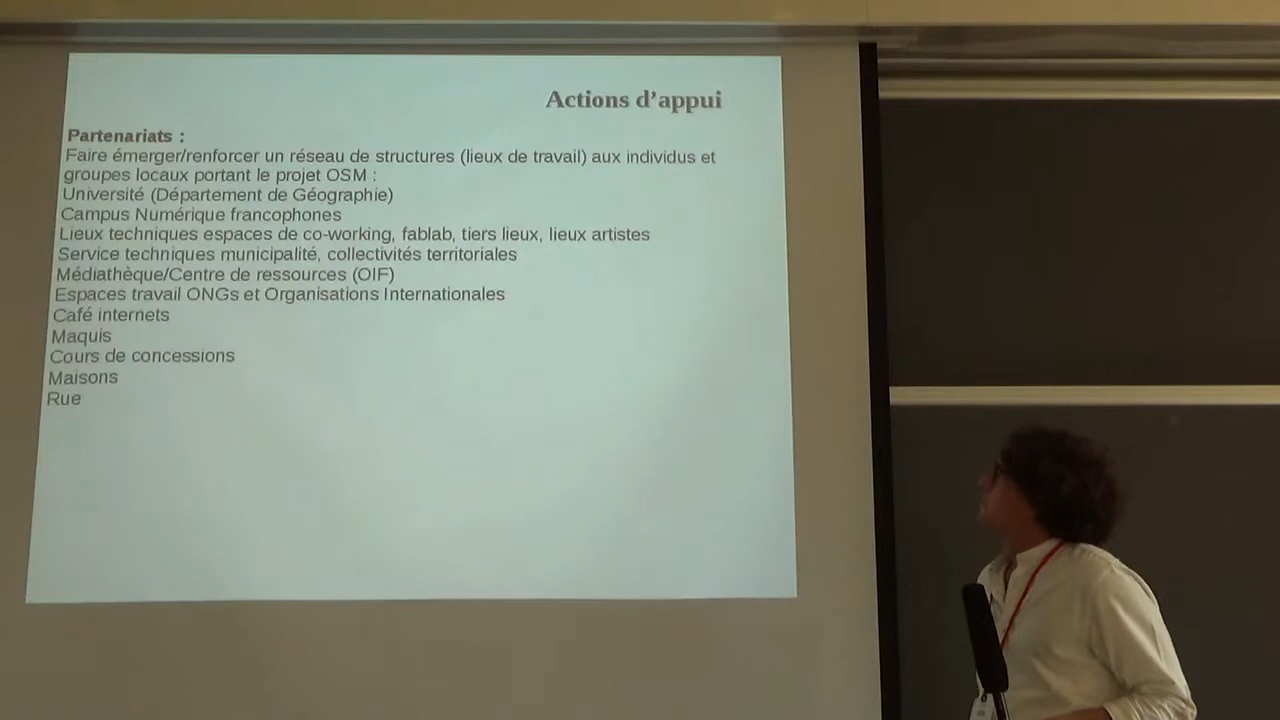 Actions d’appui
Partenariats :
Faire émerger/renforcer un réseau de structures (lieux de travail) aux individus et
groupes locaux portant le projet OSM :
Université (Département de Géographie)
Campus Numérique francophones
Lieux techniques espaces de co-working, fablab, tiers lieux, lieux artistes
Service techniques municipalité, collectivités territoriales
Médiathèque/Centre de ressources (OIF)
Espaces travail ONGs et Organisations Internationales
Café internets
Maquis
Cours de concessions
Maisons
Rue